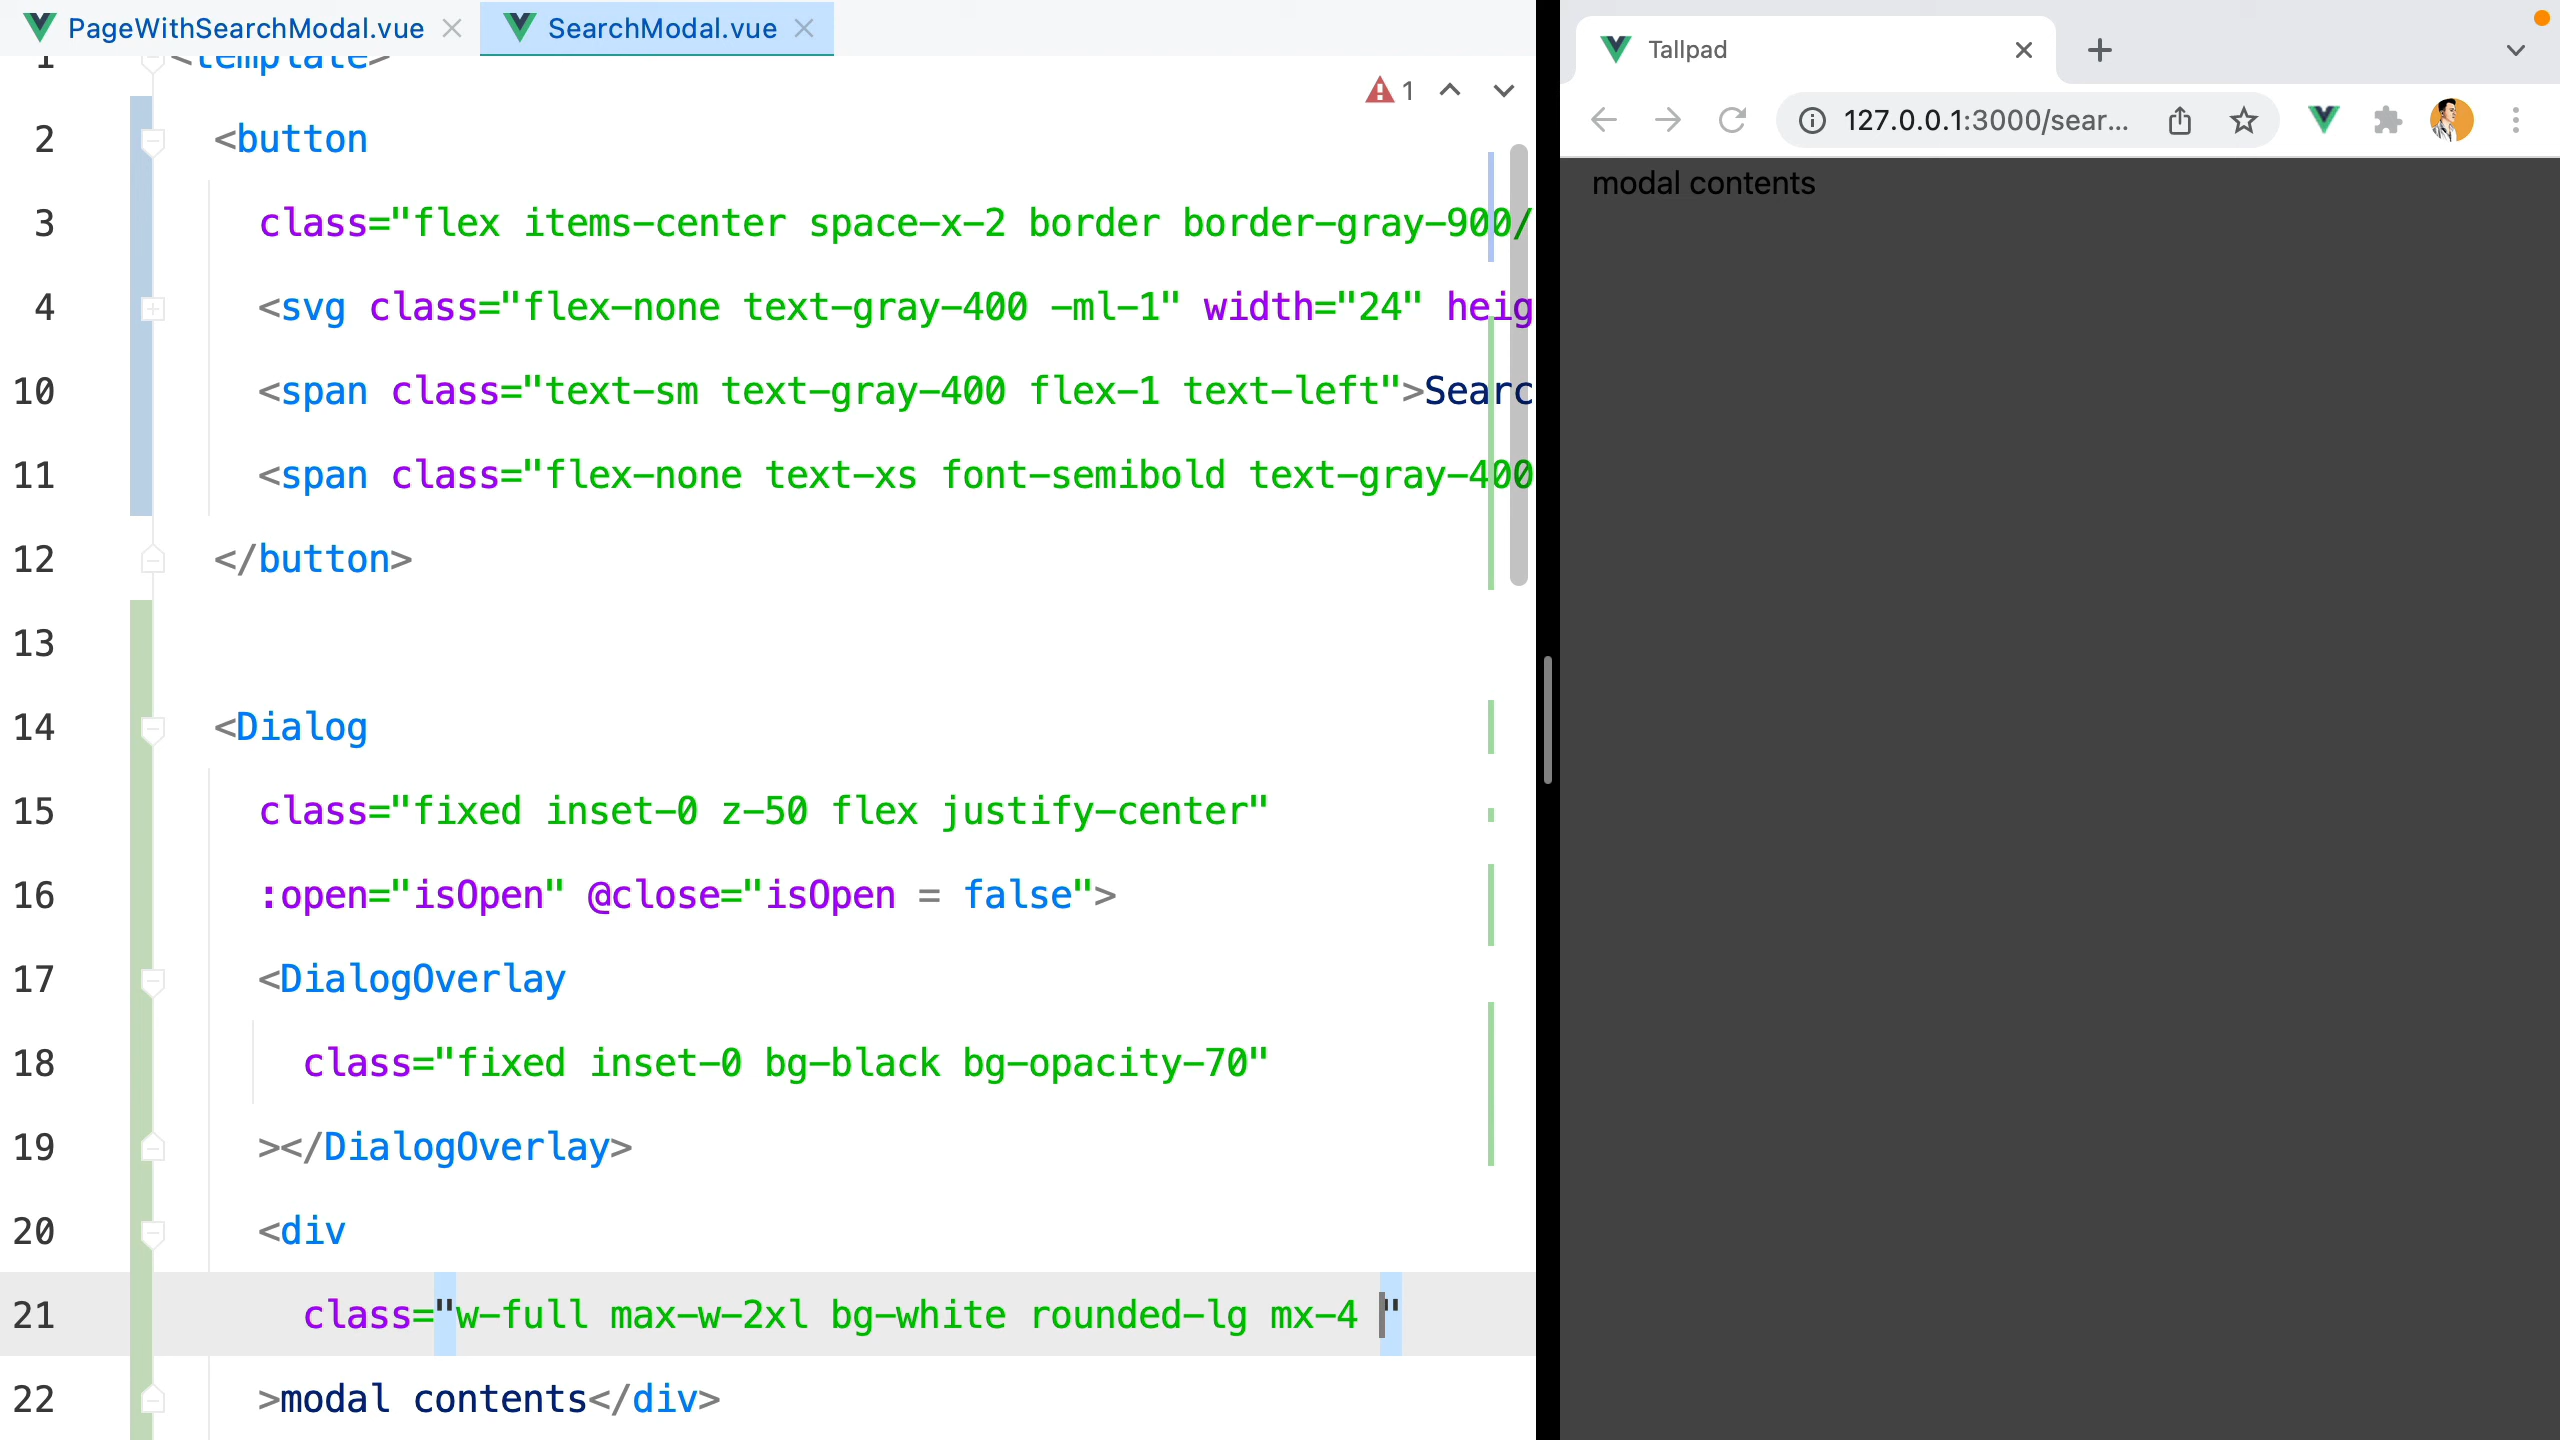 PageWithSearchModal.vue
SearchModal.vue
1 <template>
1
2 <button
3 class="flex items-center space-x-2 border border-gray-900/
4 <svg class="flex-none text-gray-400 -ml-1" width="24" heig
10 <span class="text-sm text-gray-400 flex-1 text-left">Searc
11 <span class="flex-none text-xs font-semibold text-gray-400
12 </button>
13
14 <Dialog
15 class="fixed inset-0 z-50 flex justify-center"
16 :open="isOpen" @close="isOpen = false">
17 <DialogOverlay
18 class="fixed inset-0 bg-black bg-opacity-70"
19 ></DialogOverlay>
20 <div
21 class="w-full max-w-2xl bg-white rounded-lg mx-4 "
22 >modal contents</div>
Tallpad
127.0.0.1:3000/sear...
modal contents